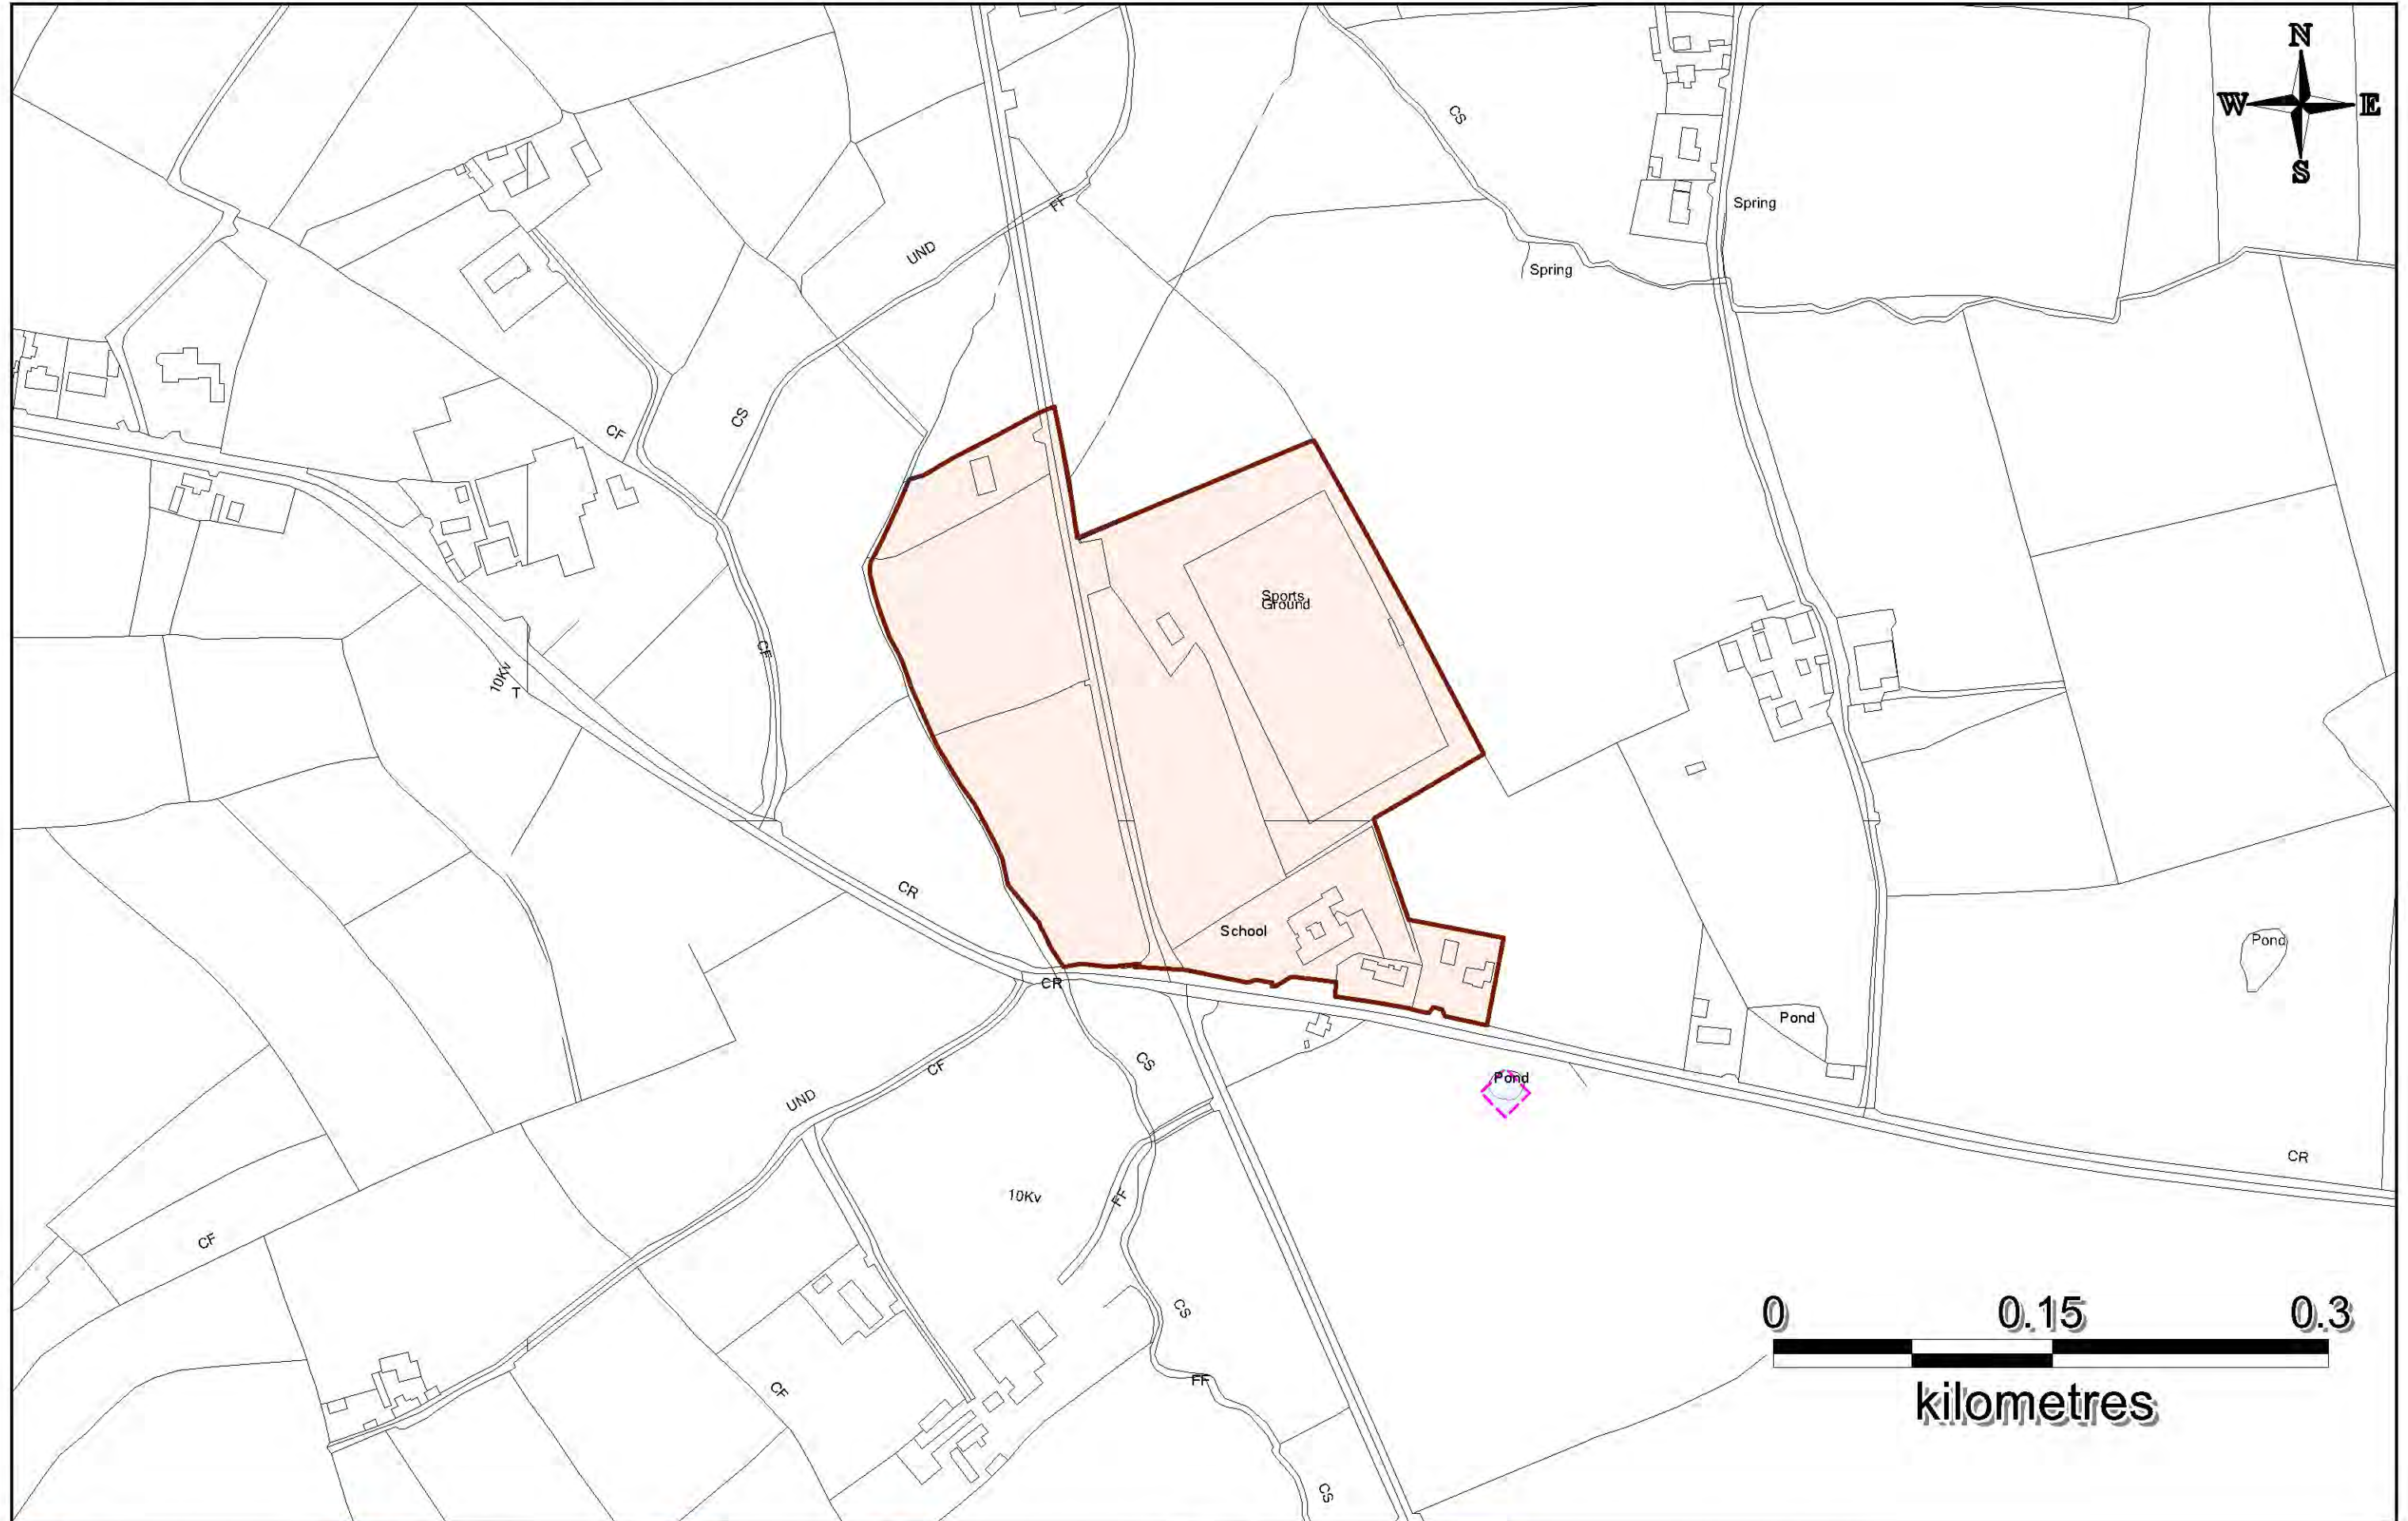 N
CS
W
E
S
Spring
FF
UND
Spring
CS
CF
Sports
Ground
CF
10Kv
T
CR
School
Pond
CR
Pond
CS
CF
Pond
UND
CR
FF
10Kv
CF
CS
0 0.15 0.3
kilometres
FF
CF
CS